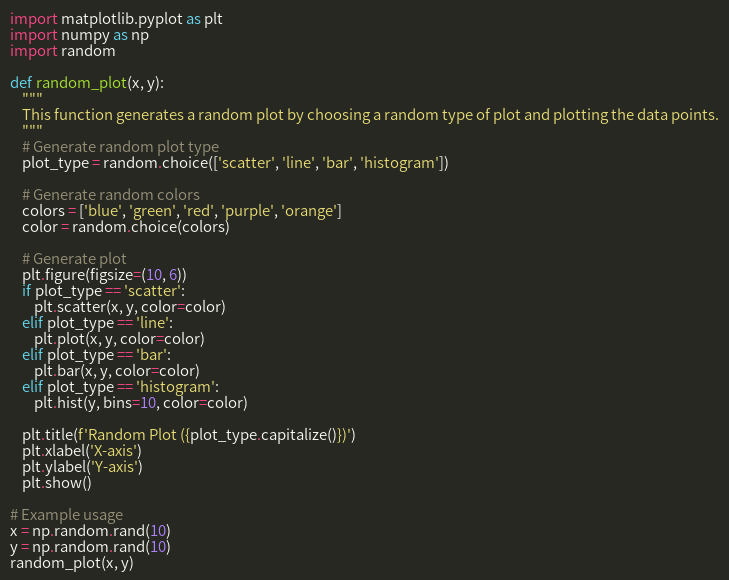 import matplotlib.pyplot as plt
import numpy as np
import random

def random_plot(x, y):
    """
    This function generates a random plot by choosing a random type of plot and plotting the data points.
    """
    # Generate random plot type
    plot_type = random.choice(['scatter', 'line', 'bar', 'histogram'])

    # Generate random colors
    colors = ['blue', 'green', 'red', 'purple', 'orange']
    color = random.choice(colors)

    # Generate plot
    plt.figure(figsize=(10, 6))
    if plot_type == 'scatter':
        plt.scatter(x, y, color=color)
    elif plot_type == 'line':
        plt.plot(x, y, color=color)
    elif plot_type == 'bar':
        plt.bar(x, y, color=color)
    elif plot_type == 'histogram':
        plt.hist(y, bins=10, color=color)

    plt.title(f'Random Plot ({plot_type.capitalize()})')
    plt.xlabel('X-axis')
    plt.ylabel('Y-axis')
    plt.show()

# Example usage
x = np.random.rand(10)
y = np.random.rand(10)
random_plot(x, y)